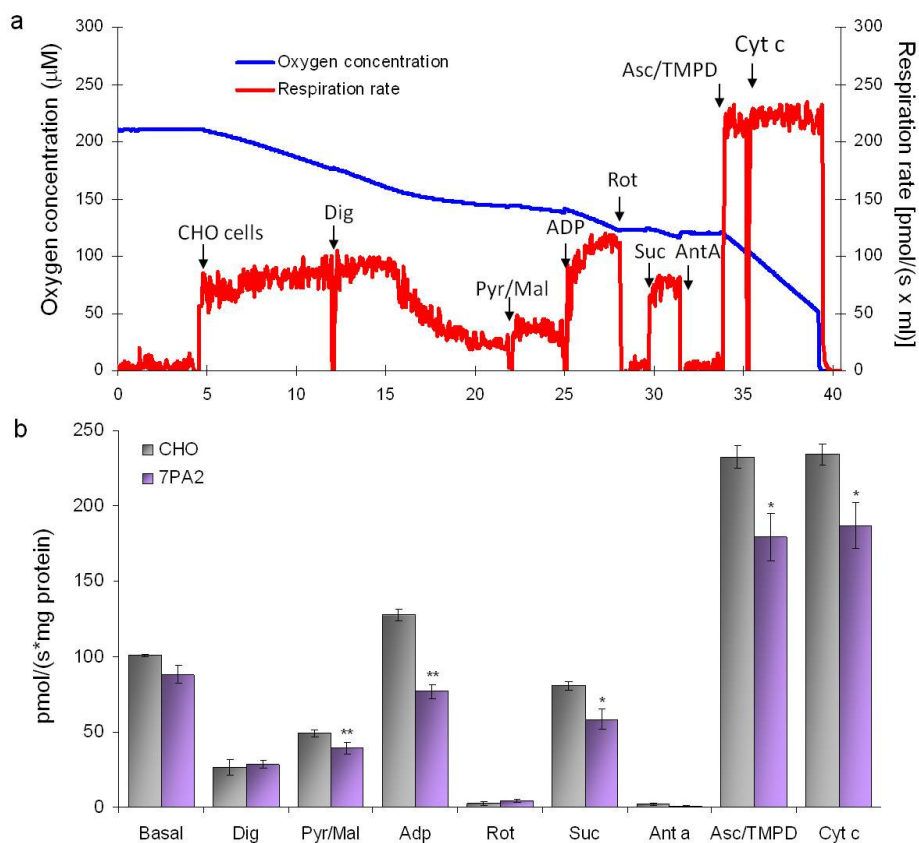 a
Oxygen concentration (µM)
Respiration rate [pmol/(s x ml)]
300
250
200
150
100
50
0
Oxygen concentration
Respiration rate
CHO cells
Dig
Pyr/Mal
ADP
Rot
Suc
AntA
Asc/TMPD
Cyt c
300
250
200
150
100
50
0
0 5 10 15 20 25 30 35 40
b
pmol/(s*mg protein)
250
200
150
100
50
0
CHO
7PA2
** ** * * *
Basal Dig Pyr/Mal Adp Rot Suc Ant a Asc/TMPD Cyt c